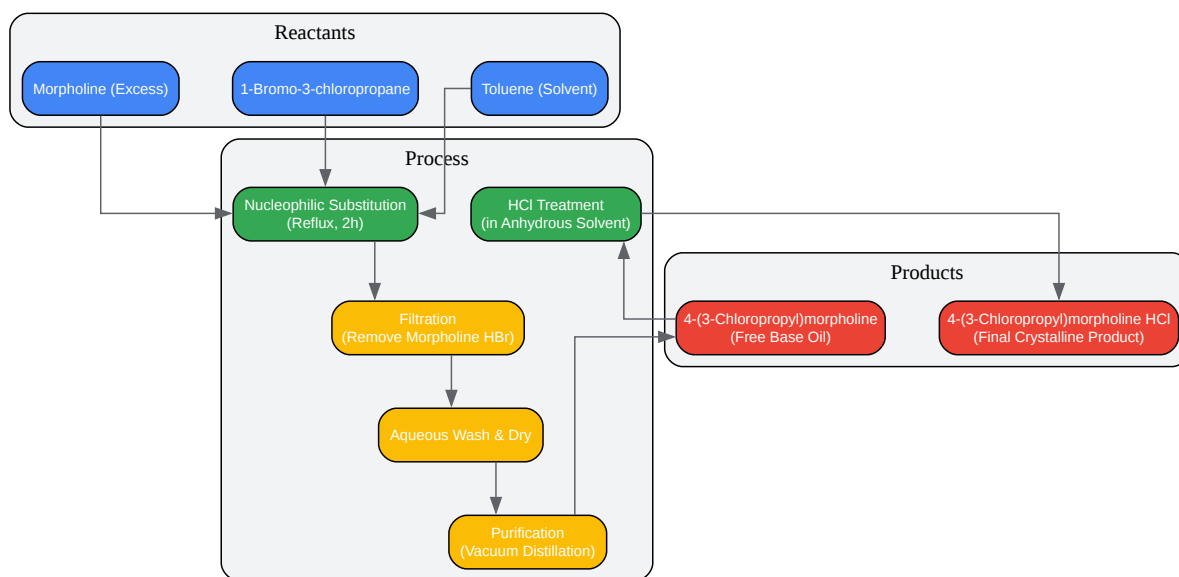 Reactants
Morpholine (Excess)
1-Bromo-3-chloropropane
Toluene (Solvent)
Process
Nucleophilic Substitution
(Reflux, 2h)
HCl Treatment
(in Anhydrous Solvent)
Products
Filtration
(Remove Morpholine HBr)
4-(3-Chloropropyl)morpholine
(Free Base Oil)
4-(3-Chloropropyl)morpholine HCl
(Final Crystalline Product)
Aqueous Wash & Dry
Purification
(Vacuum Distillation)